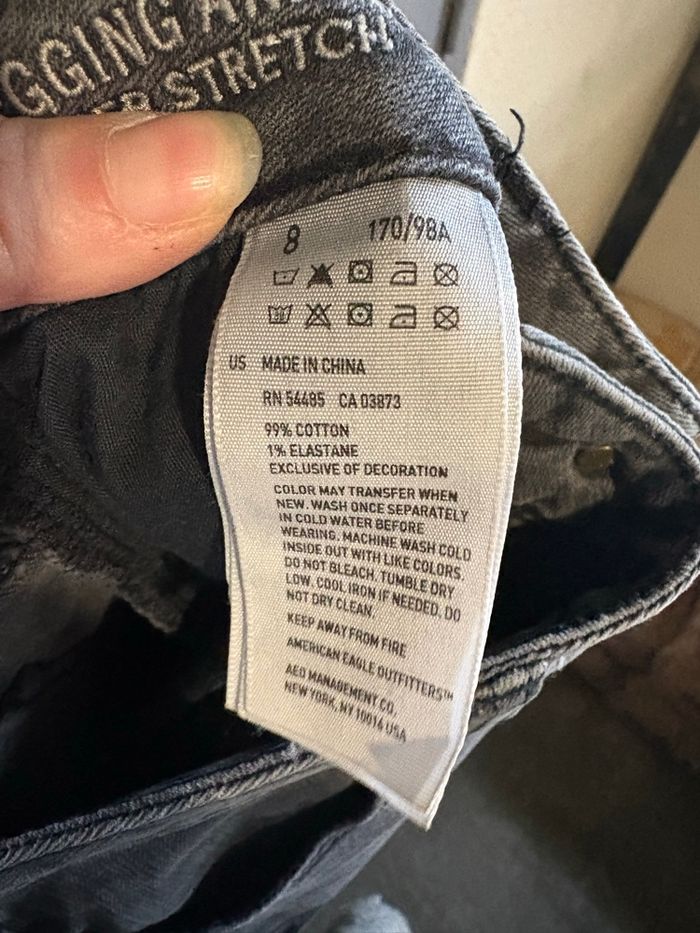 GGING
STRETCH
8 170/98A
US MADE IN CHINA
RN 54485 CA 03873
99% COTTON
1% ELASTANE
EXCLUSIVE OF DECORATION
COLOR MAY TRANSFER WHEN
NEW. WASH ONCE SEPARATELY
IN COLD WATER BEFORE
WEARING. MACHINE WASH COLD
INSIDE OUT WITH LIKE COLORS.
DO NOT BLEACH. TUMBLE DRY
LOW. COOL IRON IF NEEDED. DO
NOT DRY CLEAN.
KEEP AWAY FROM FIRE
AMERICAN EAGLE OUTFITTERS™
AEO MANAGEMENT CO.
NEW YORK, NY 10014 USA